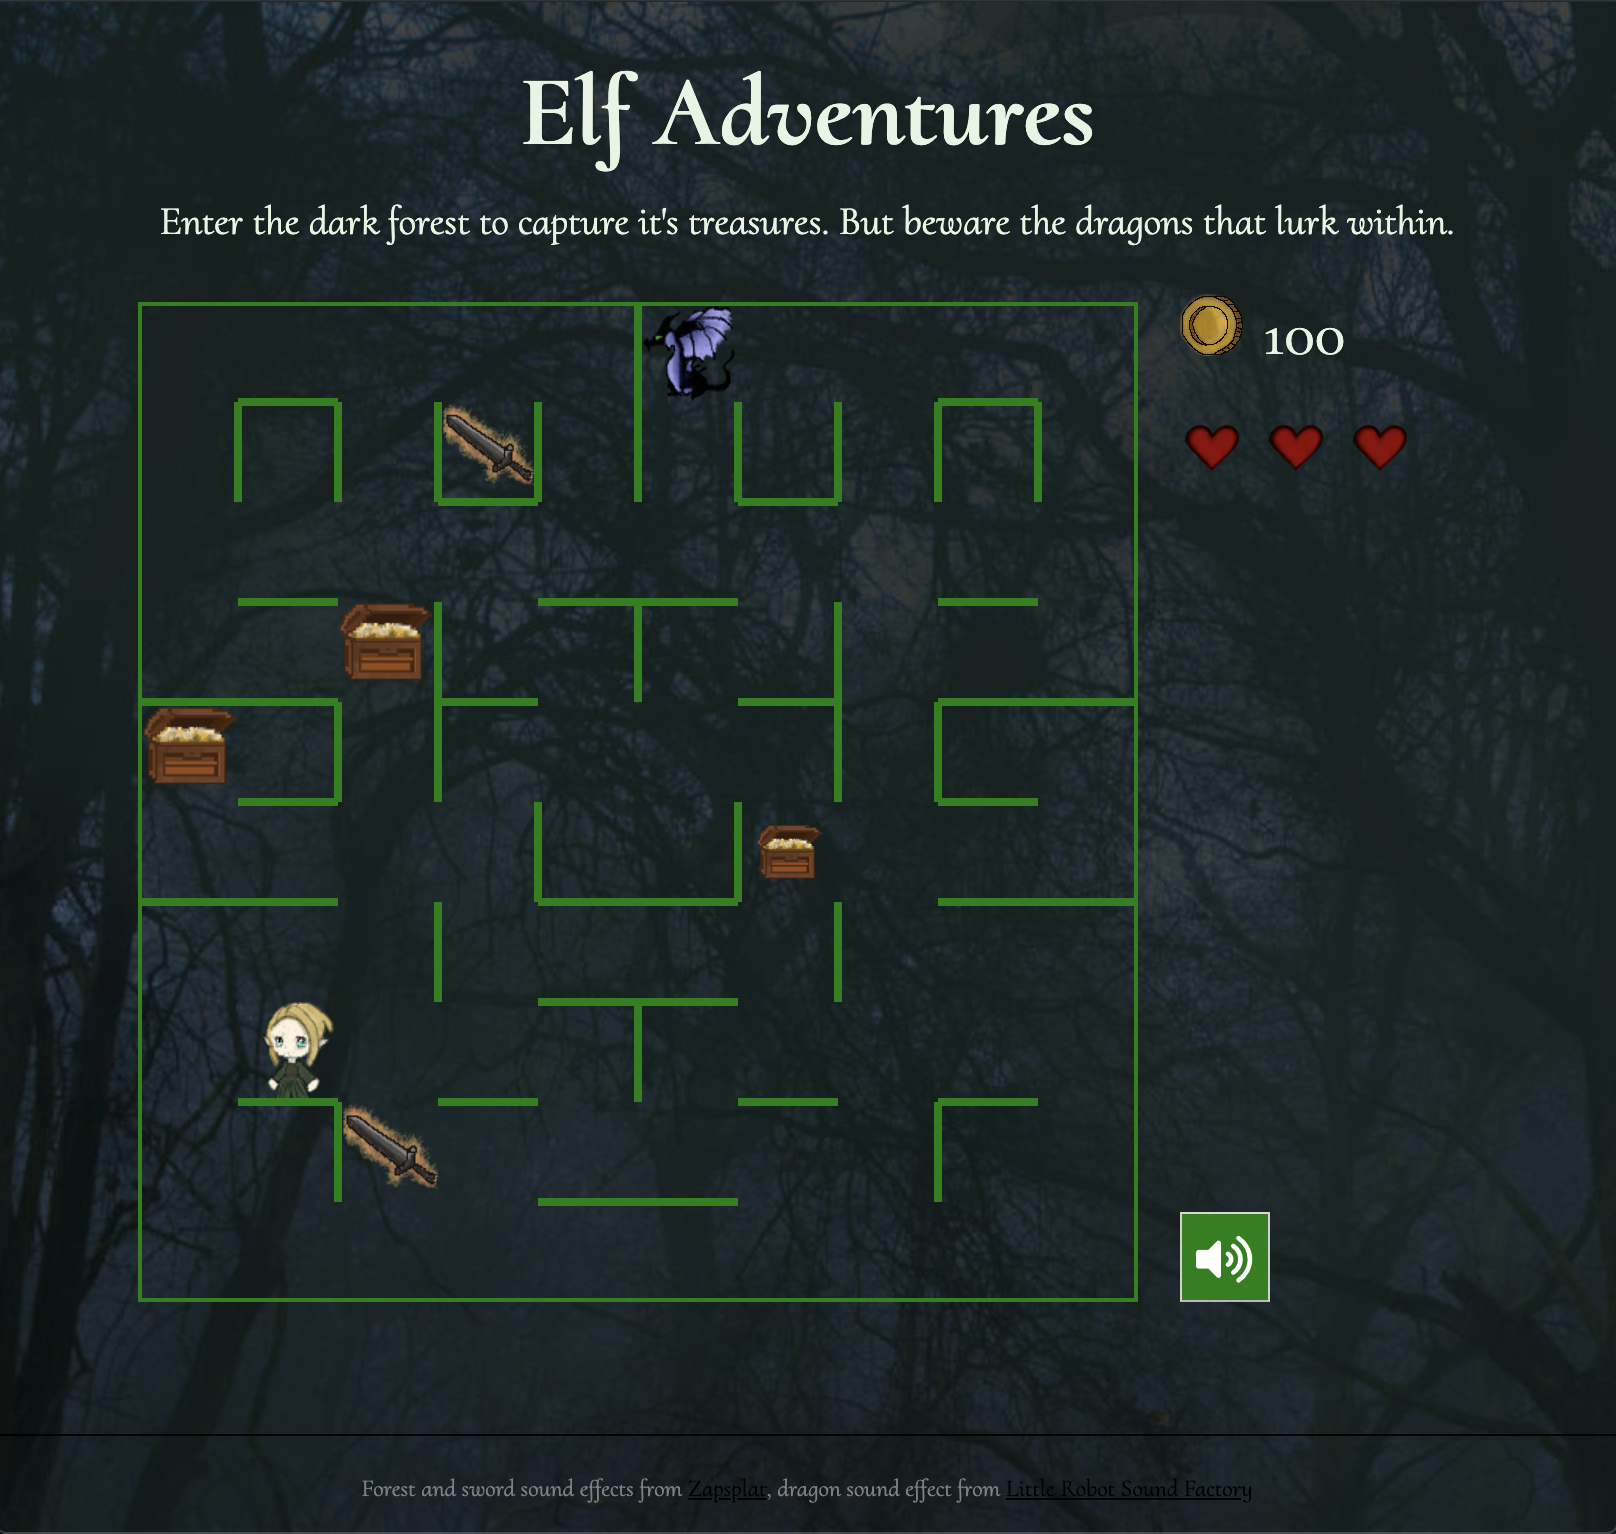 Elf Adventures
Enter the dark forest to capture it's treasures. But beware the dragons that lurk within.
100
Forest and sword sound effects from Zapsplat, dragon sound effect from Little Robot Sound Factory